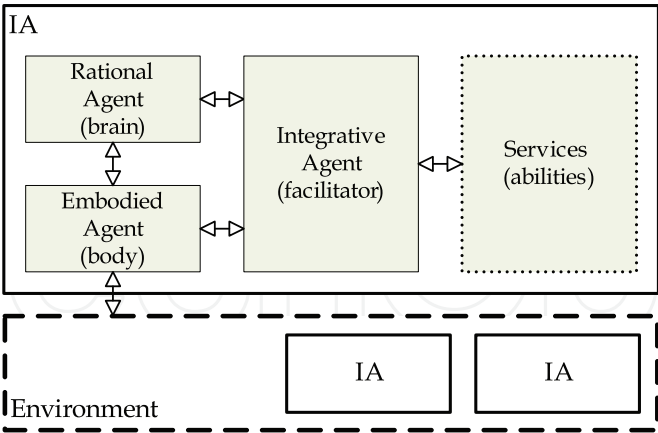 IA
Rational
Agent
(brain)
Embodied
Agent
(body)
Integrative
Agent
(facilitator)
Services
(abilities)
IA
IA
Environment